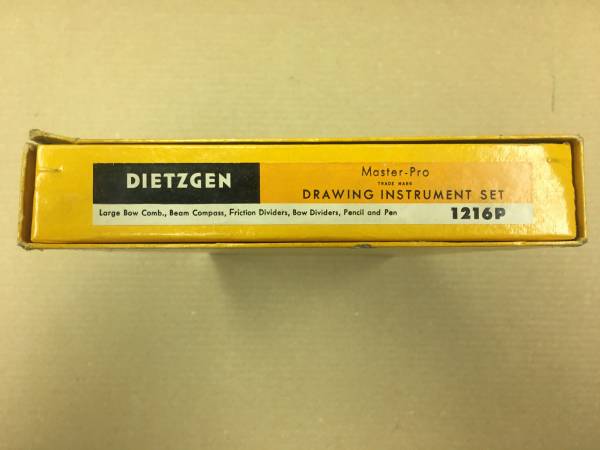 DIETZGEN
Master-Pro
TRADE MARK
DRAWING INSTRUMENT SET
Large Bow Comb., Beam Compass, Friction Dividers, Bow Dividers, Pencil and Pen
1216P